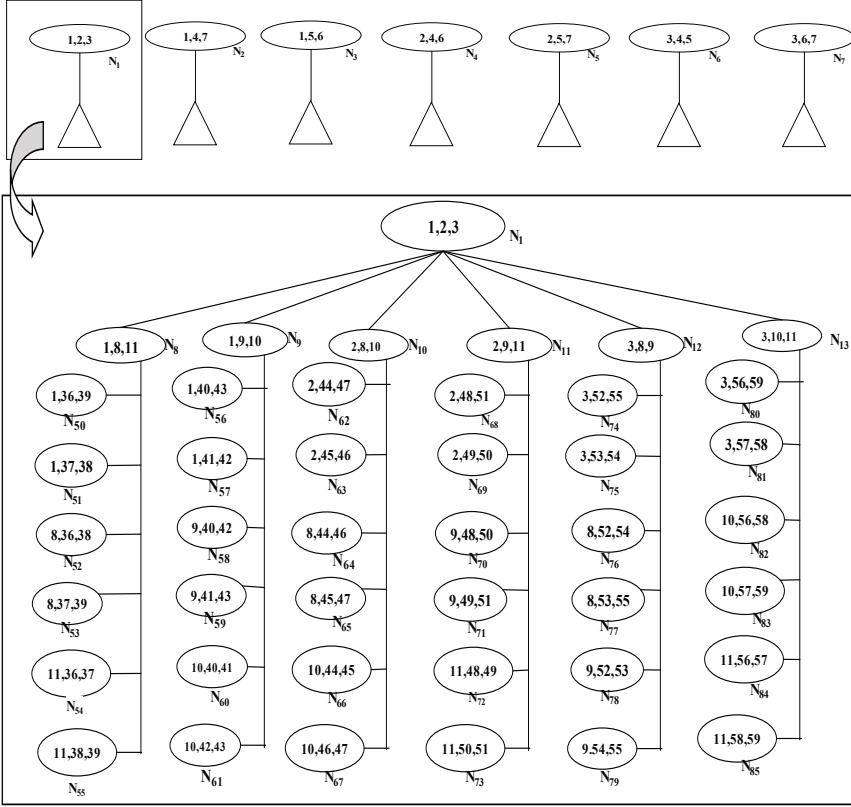 1,2,3
N1
1,4,7
N2
1,5,6
N3
2,4,6
N4
2,5,7
N5
3,4,5
N6
3,6,7
N7
1,2,3
N1
1,8,11
N8
1,9,10
N9
2,8,10
N10
2,9,11
N11
3,8,9
N12
3,10,11
N13
1,36,39
N50
1,37,38
N51
8,36,38
N52
8,37,39
N53
11,36,37
N54
11,38,39
N55
1,40,43
N56
1,41,42
N57
9,40,42
N58
9,41,43
N59
10,40,41
N60
10,42,43
N61
2,44,47
N62
2,45,46
N63
8,44,46
N64
8,45,47
N65
10,44,45
N66
10,46,47
N67
2,48,51
N68
2,49,50
N69
9,48,50
N70
9,49,51
N71
11,48,49
N72
11,50,51
N73
3,52,55
N74
3,53,54
N75
8,52,54
N76
8,53,55
N77
9,52,53
N78
9,54,55
N79
3,56,59
N80
3,57,58
N81
10,56,58
N82
10,57,59
N83
11,56,57
N84
11,58,59
N85